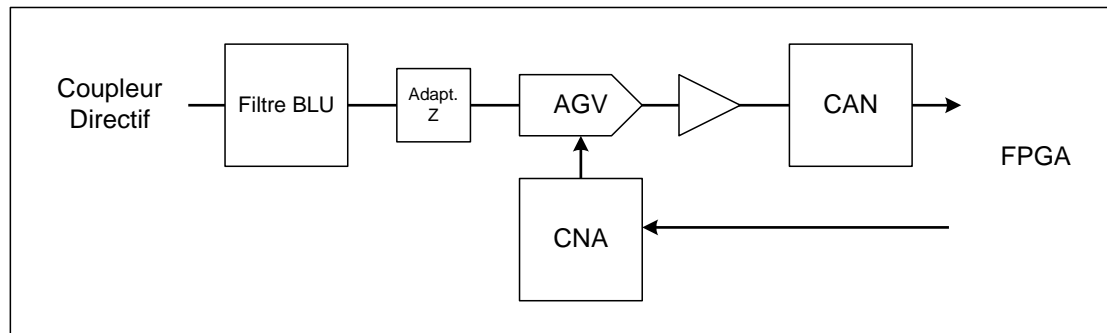 Coupleur
Directif
Filtre BLU
Adapt.
Z
AGV
CAN
FPGA
CNA